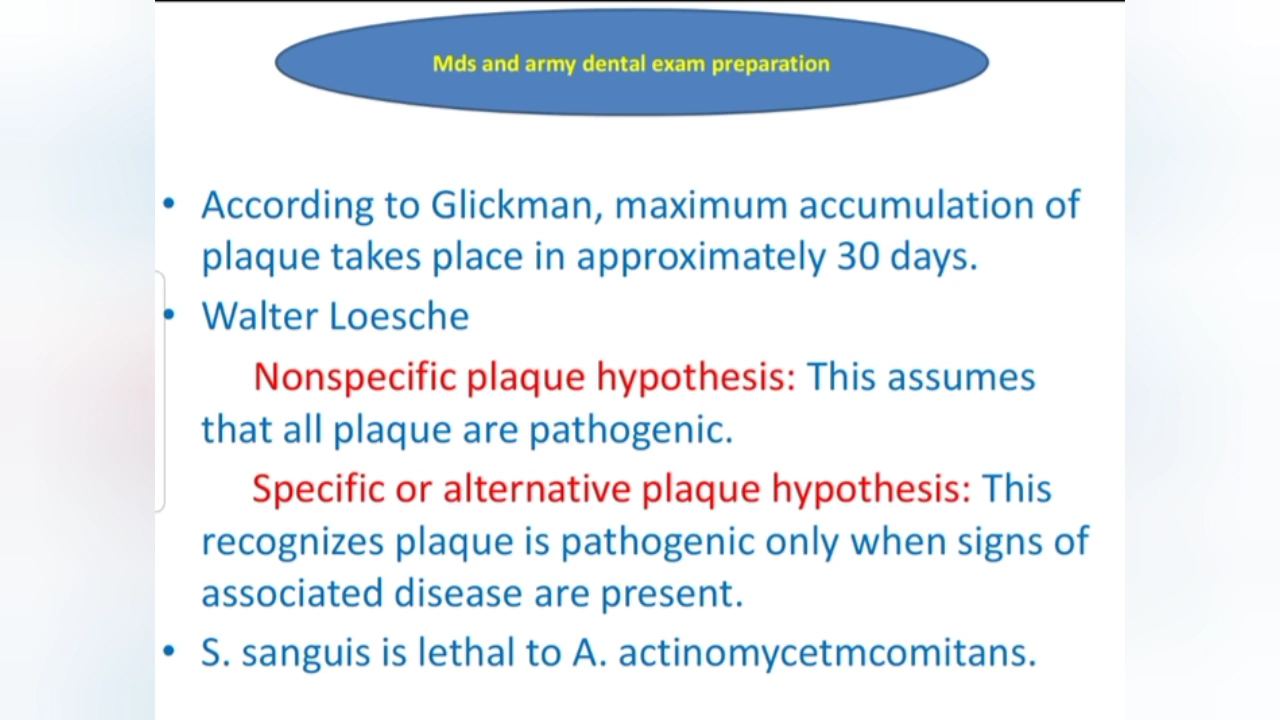 Mds and army dental exam preparation
• According to Glickman, maximum accumulation of
plaque takes place in approximately 30 days.
• Walter Loesche
Nonspecific plaque hypothesis: This assumes
that all plaque are pathogenic.
Specific or alternative plaque hypothesis: This
recognizes plaque is pathogenic only when signs of
associated disease are present.
• S. sanguis is lethal to A. actinomycetmcomitans.